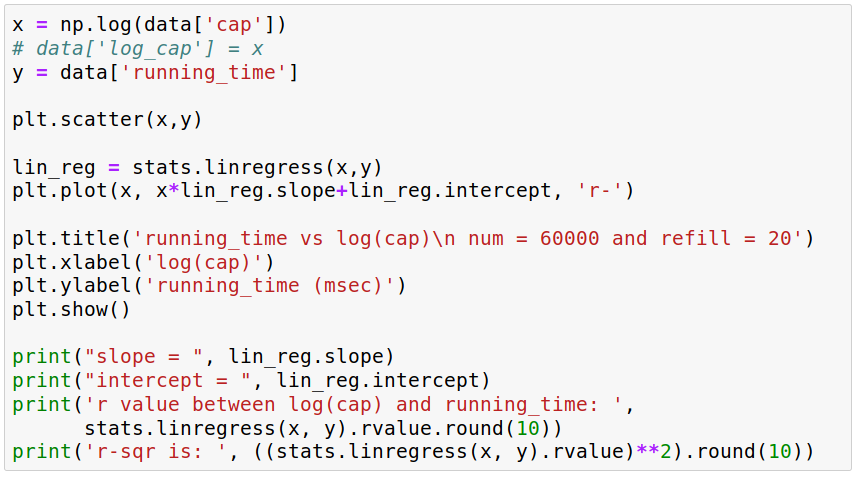 x = np.log(data['cap'])
# data['log_cap'] = x
y = data['running_time']
plt.scatter(x,y)
lin_reg = stats.linregress(x,y)
plt.plot(x, x*lin_reg.slope+lin_reg.intercept, 'r-')
plt.title('running_time vs log(cap)\n num = 60000 and refill = 20')
plt.xlabel('log(cap)')
plt.ylabel('running_time (msec)')
plt.show()
print("slope = ", lin_reg.slope)
print("intercept = ", lin_reg.intercept)
print('r value between log(cap) and running_time: ',
      stats.linregress(x, y).rvalue.round(10))
print('r-sqr is: ', ((stats.linregress(x, y).rvalue)**2).round(10))